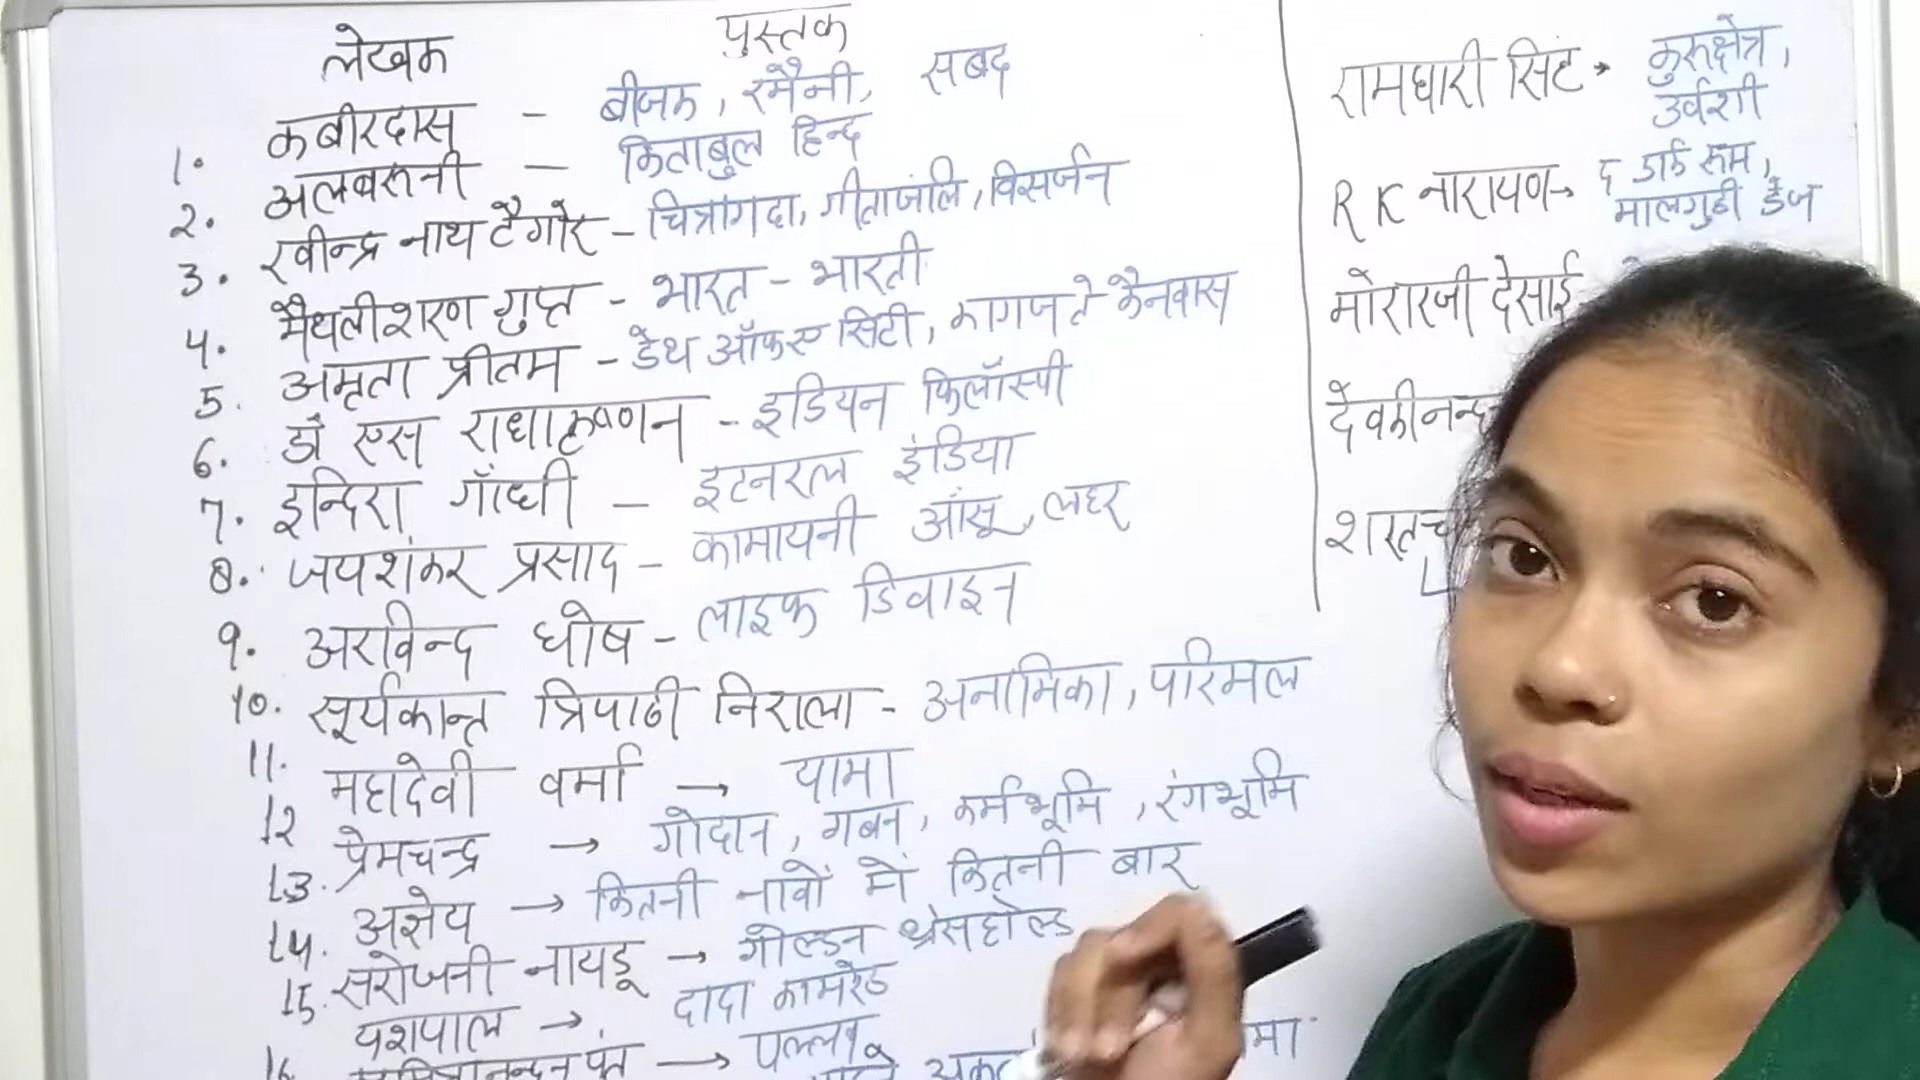 लेखक पुस्तक
1. कबीरदास - बीजक, रमैनी, सबद
2. अलबरूनी - किताबुल हिन्द
3. रवीन्द्र नाथ टैगोर - चित्रांगदा, गीतांजलि, विसर्जन
4. मैथलीशरण गुप्त - भारत - भारती
5. अमृता प्रीतम - डेथ ऑफ ए सिटी, कागज ते कैनवास
6. डॉ एस राधाकृष्णन - इंडियन फिलॉस्पी
7. इन्दिरा गाँधी - इटनरल इंडिया
8. जयशंकर प्रसाद - कामायनी आंसू, लहर
9. अरविन्द घोष - लाइफ डिवाइन
10. सूर्यकान्त त्रिपाठी निराला - अनामिका, परिमल
11. महादेवी वर्मा → यामा
12 प्रेमचन्द्र → गोदान, गबन, कर्मभूमि, रंगभूमि
13. अज्ञेय → कितनी नावों में कितनी बार
14. सरोजनी नायडू → गोल्डन थ्रेसहोल्ड
15. यशपाल → दादा कामरेड
16 पंत → पल्लव
रामधारी सिंह → कुरुक्षेत्र,
उर्वशी
R K नारायण → द डार्क रूम,
मालगुडी डेज
मोरारजी देसाई